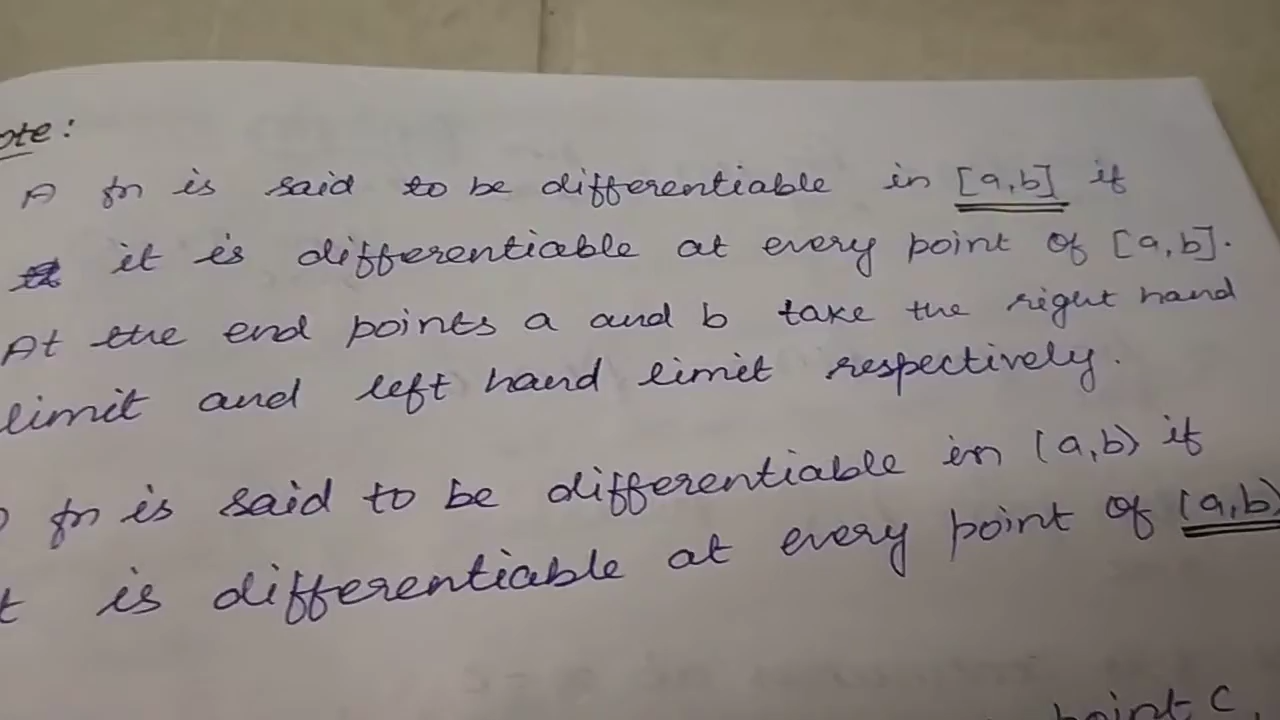 ote:
A fn is said to be differentiable in [a,b] if
it is differentiable at every point of [a,b].
At the end points a and b take the right hand
limit and left hand limit respectively.
fn is said to be differentiable in (a,b) if
t is differentiable at every point of (a,b)
point c,